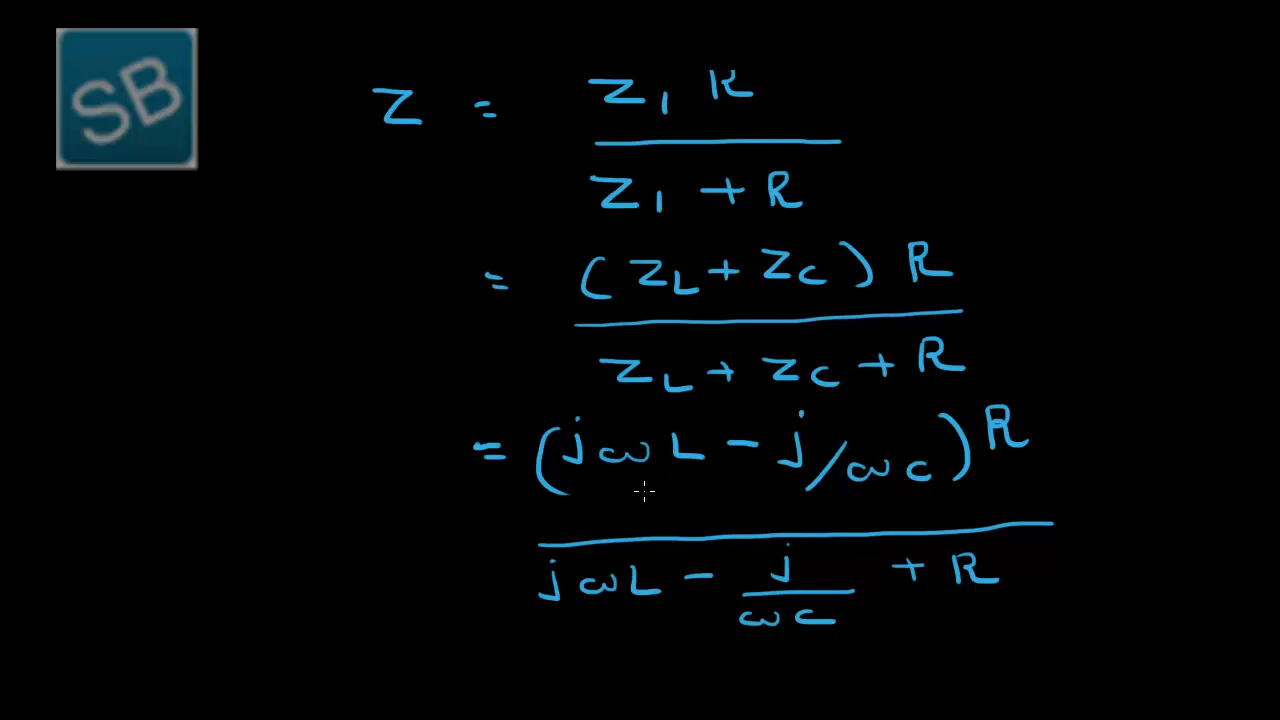 SB
Z = Z1 R
Z1 + R
= (ZL + ZC) R
ZL + ZC + R
= (jωL - j/ωC) R
jωL - j/ωC + R